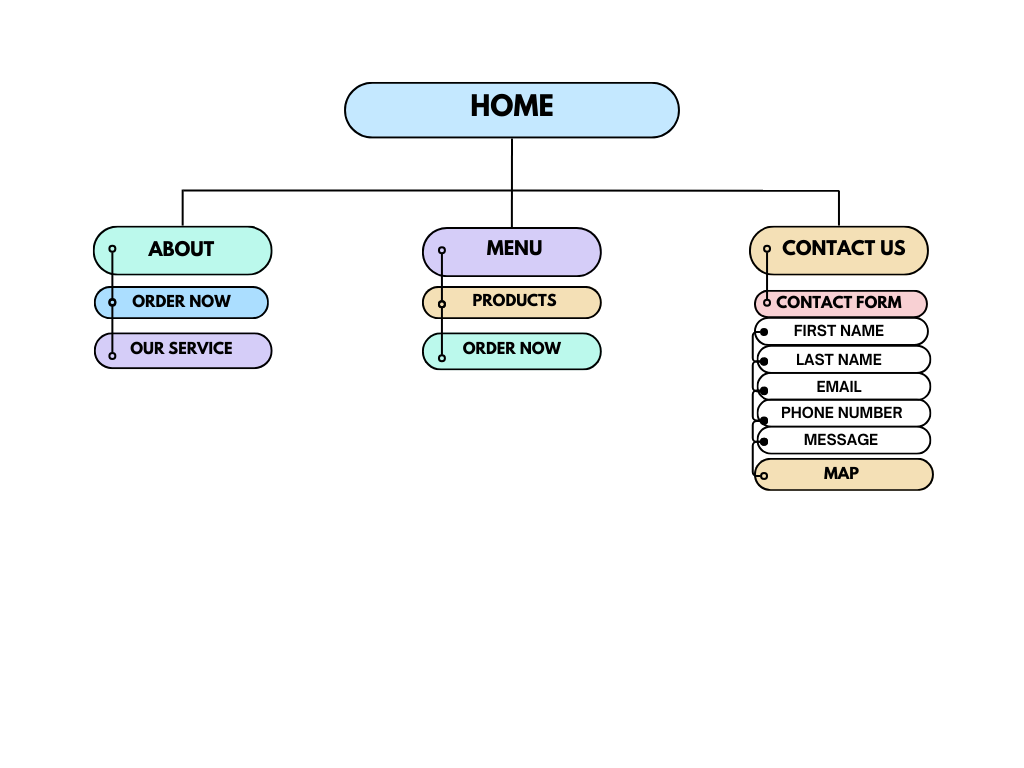 HOME
ABOUT
ORDER NOW
OUR SERVICE
MENU
PRODUCTS
ORDER NOW
CONTACT US
CONTACT FORM
FIRST NAME
LAST NAME
EMAIL
PHONE NUMBER
MESSAGE
MAP